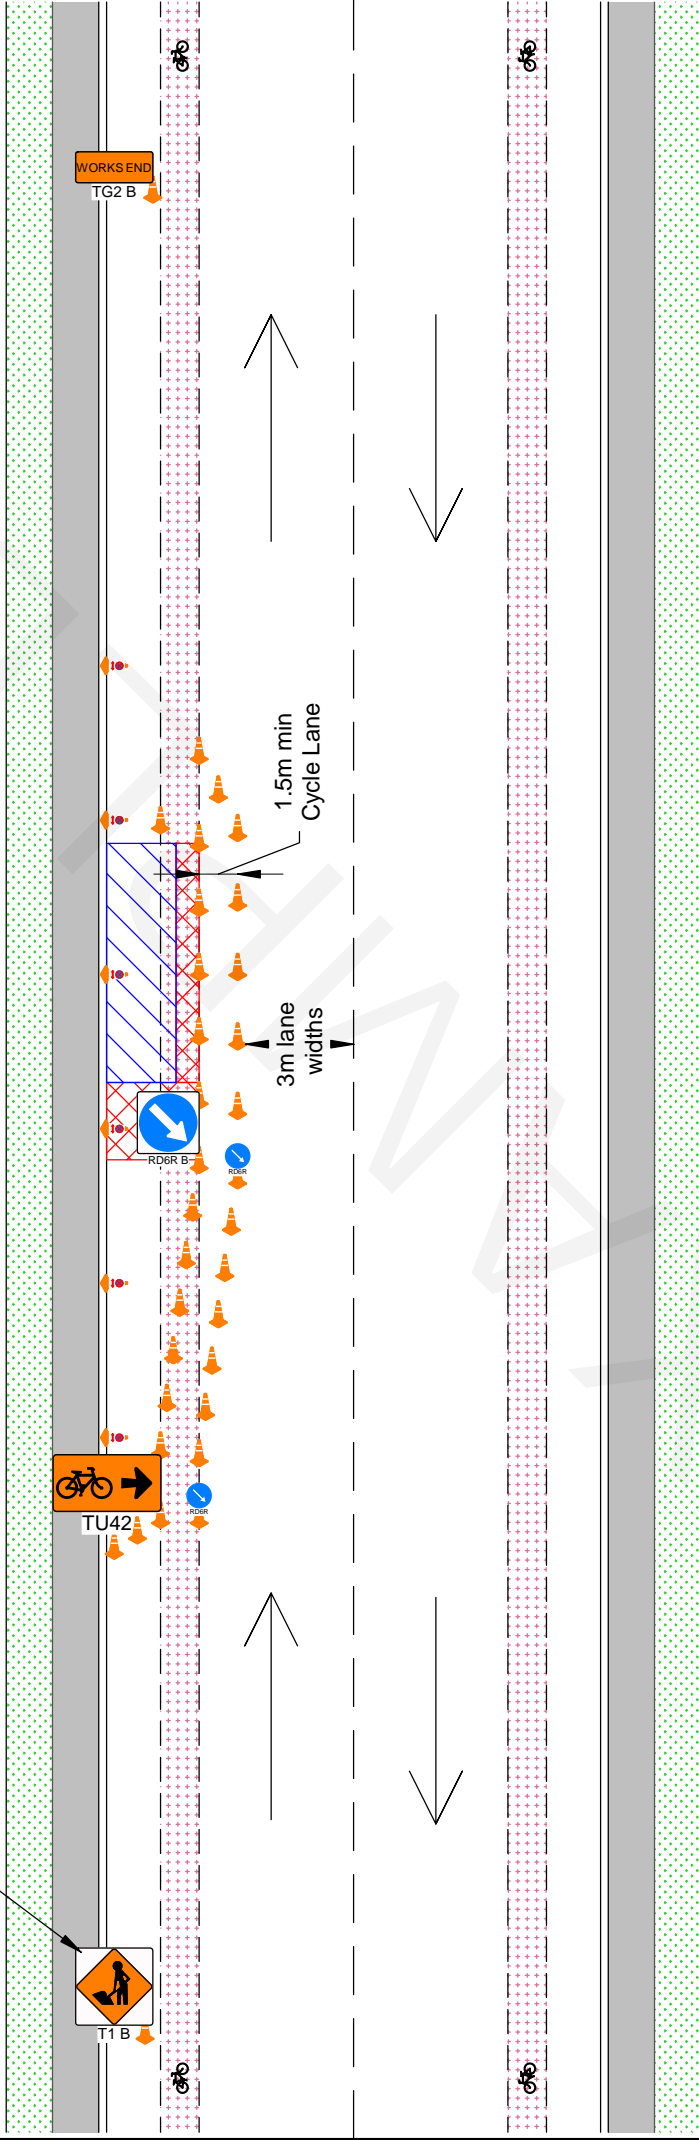 WORKS END
TG2 B
1.5m min
Cycle Lane
3m lane
widths
RD6R B
RD6R
RD6R
TU42
T1 B